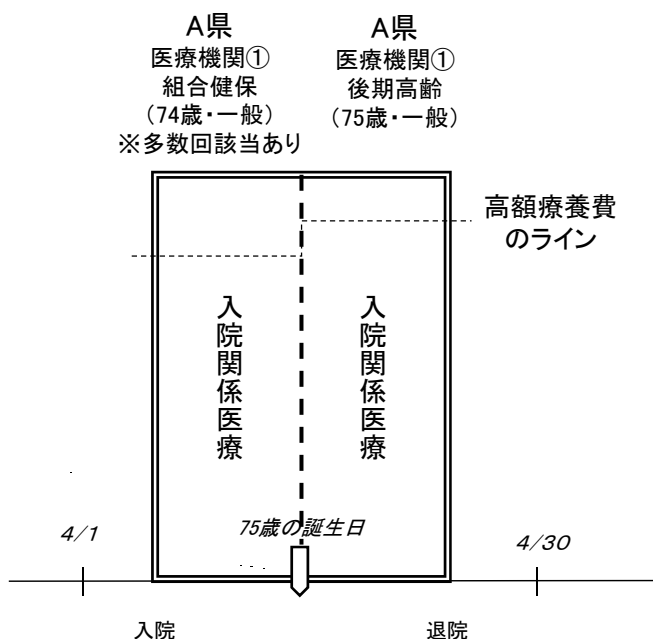 A県
医療機関①
組合健保
（74歳・一般）
※多数回該当あり
A県
医療機関①
後期高齢
（75歳・一般）
高額療養費
のライン
入院関係医療
入院関係医療
75歳の誕生日
4/1
4/30
入院
退院